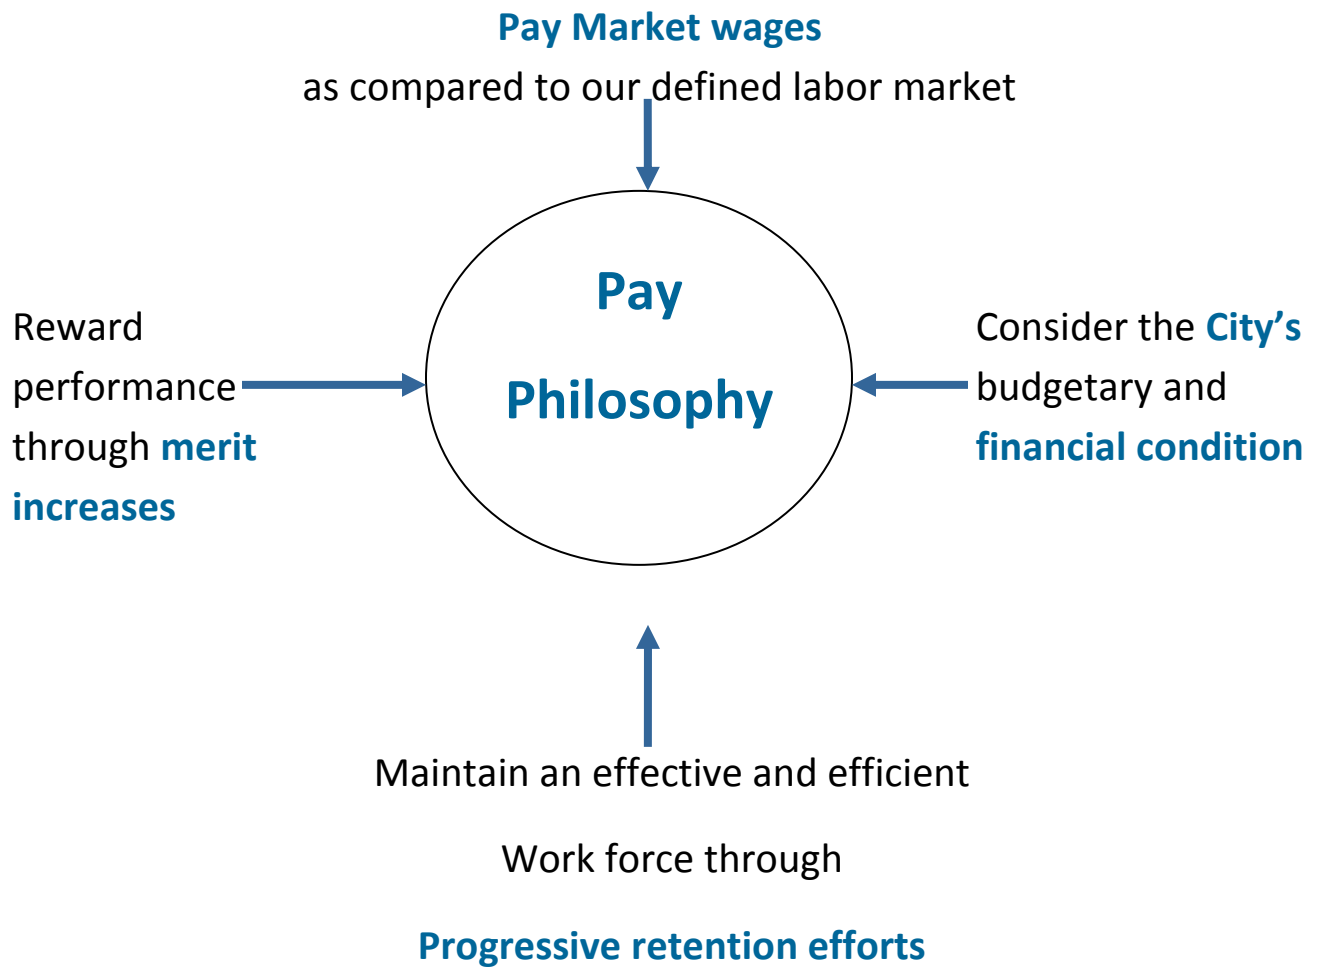 Pay Market wages
as compared to our defined labor market
Pay
Philosophy
Reward
performance
through merit
increases
Consider the City’s
budgetary and
financial condition
Maintain an effective and efficient
Work force through
Progressive retention efforts